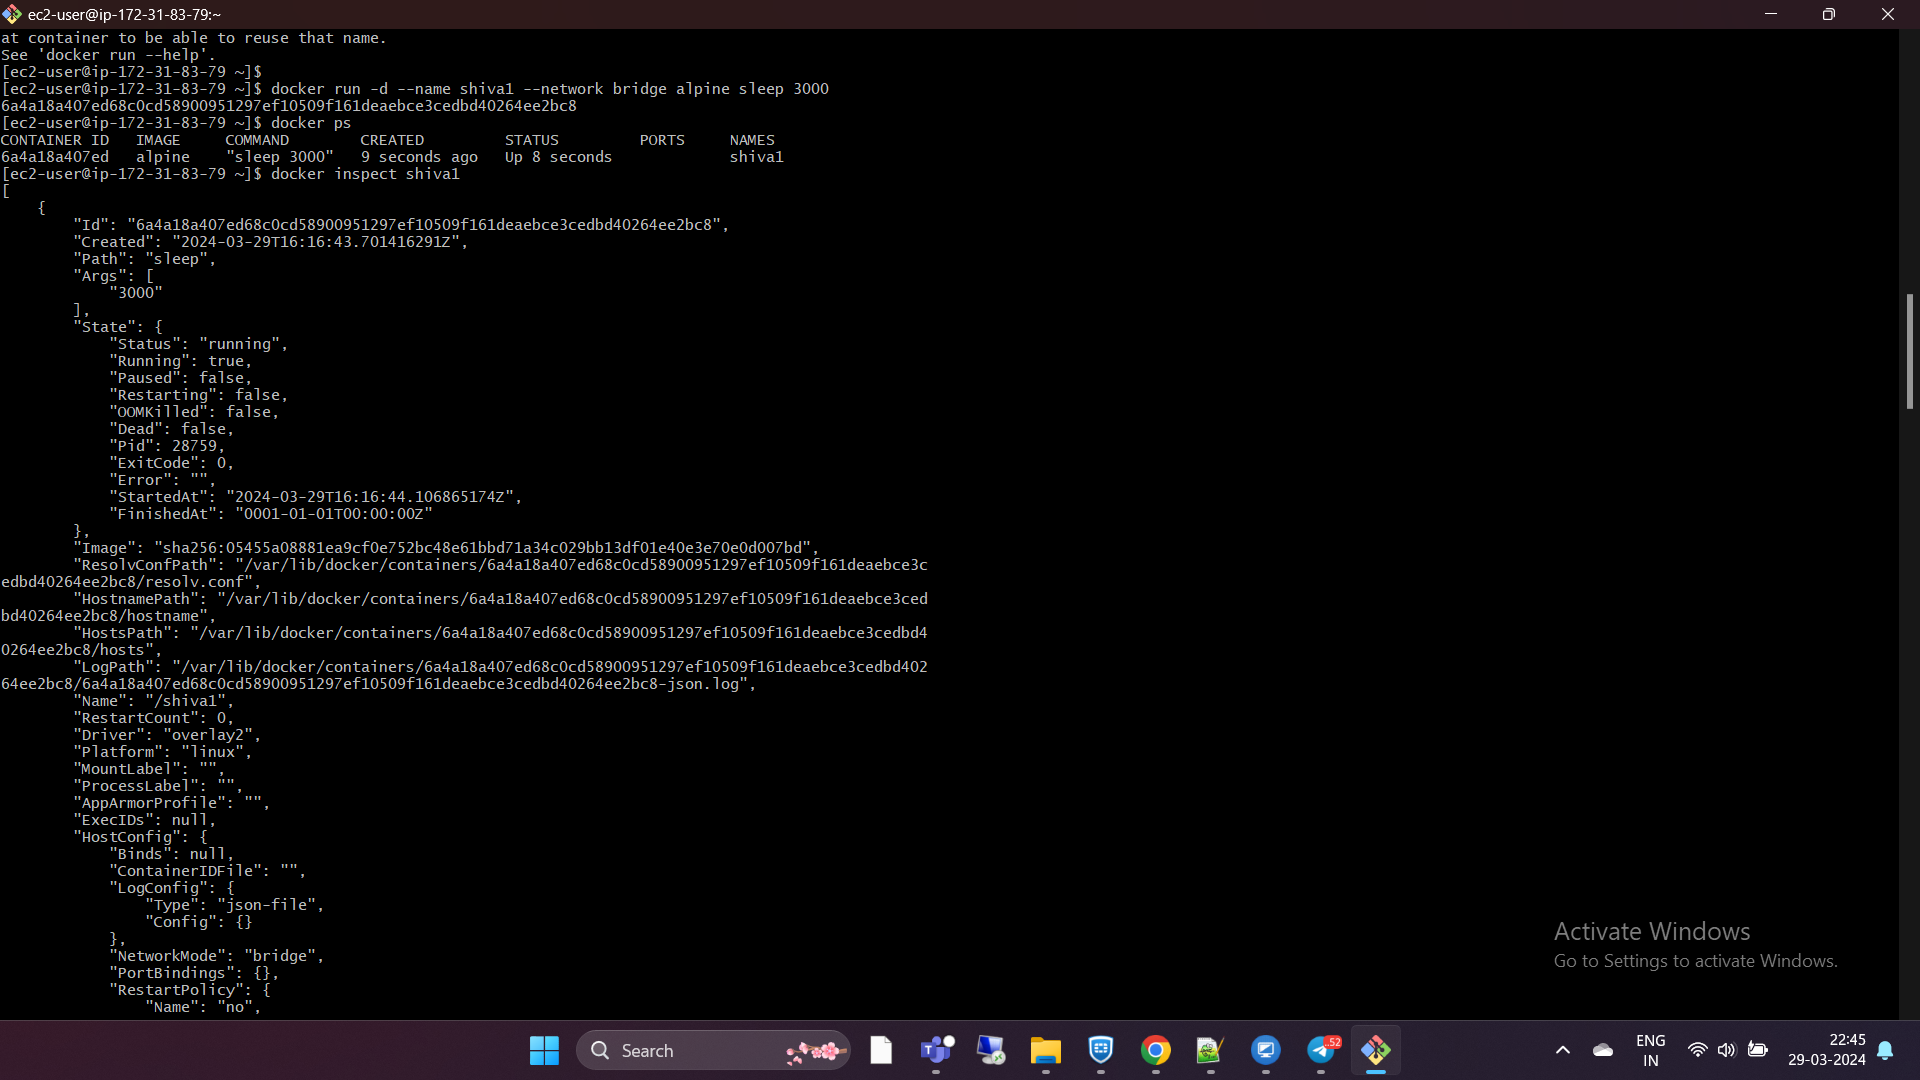 ec2-user@ip-172-31-83-79:~
at container to be able to reuse that name.
See 'docker run --help'.
[ec2-user@ip-172-31-83-79 ~]$
[ec2-user@ip-172-31-83-79 ~]$ docker run -d --name shiva1 --network bridge alpine sleep 3000
6a4a18a407ed68c0cd58900951297ef10509f161deaebce3cedbd40264ee2bc8
[ec2-user@ip-172-31-83-79 ~]$ docker ps
CONTAINER ID   IMAGE     COMMAND        CREATED         STATUS         PORTS     NAMES
6a4a18a407ed   alpine    "sleep 3000"   9 seconds ago   Up 8 seconds             shiva1
[ec2-user@ip-172-31-83-79 ~]$ docker inspect shiva1
[
    {
        "Id": "6a4a18a407ed68c0cd58900951297ef10509f161deaebce3cedbd40264ee2bc8",
        "Created": "2024-03-29T16:16:43.701416291Z",
        "Path": "sleep",
        "Args": [
            "3000"
        ],
        "State": {
            "Status": "running",
            "Running": true,
            "Paused": false,
            "Restarting": false,
            "OOMKilled": false,
            "Dead": false,
            "Pid": 28759,
            "ExitCode": 0,
            "Error": "",
            "StartedAt": "2024-03-29T16:16:44.106865174Z",
            "FinishedAt": "0001-01-01T00:00:00Z"
        },
        "Image": "sha256:05455a08881ea9cf0e752bc48e61bbd71a34c029bb13df01e40e3e70e0d007bd",
        "ResolvConfPath": "/var/lib/docker/containers/6a4a18a407ed68c0cd58900951297ef10509f161deaebce3c
edbd40264ee2bc8/resolv.conf",
        "HostnamePath": "/var/lib/docker/containers/6a4a18a407ed68c0cd58900951297ef10509f161deaebce3ced
bd40264ee2bc8/hostname",
        "HostsPath": "/var/lib/docker/containers/6a4a18a407ed68c0cd58900951297ef10509f161deaebce3cedbd4
0264ee2bc8/hosts",
        "LogPath": "/var/lib/docker/containers/6a4a18a407ed68c0cd58900951297ef10509f161deaebce3cedbd402
64ee2bc8/6a4a18a407ed68c0cd58900951297ef10509f161deaebce3cedbd40264ee2bc8-json.log",
        "Name": "/shiva1",
        "RestartCount": 0,
        "Driver": "overlay2",
        "Platform": "linux",
        "MountLabel": "",
        "ProcessLabel": "",
        "AppArmorProfile": "",
        "ExecIDs": null,
        "HostConfig": {
            "Binds": null,
            "ContainerIDFile": "",
            "LogConfig": {
                "Type": "json-file",
                "Config": {}
            },
            "NetworkMode": "bridge",
            "PortBindings": {},
            "RestartPolicy": {
                "Name": "no",
Activate Windows
Go to Settings to activate Windows.
Search
52
ENG
IN
22:45
29-03-2024